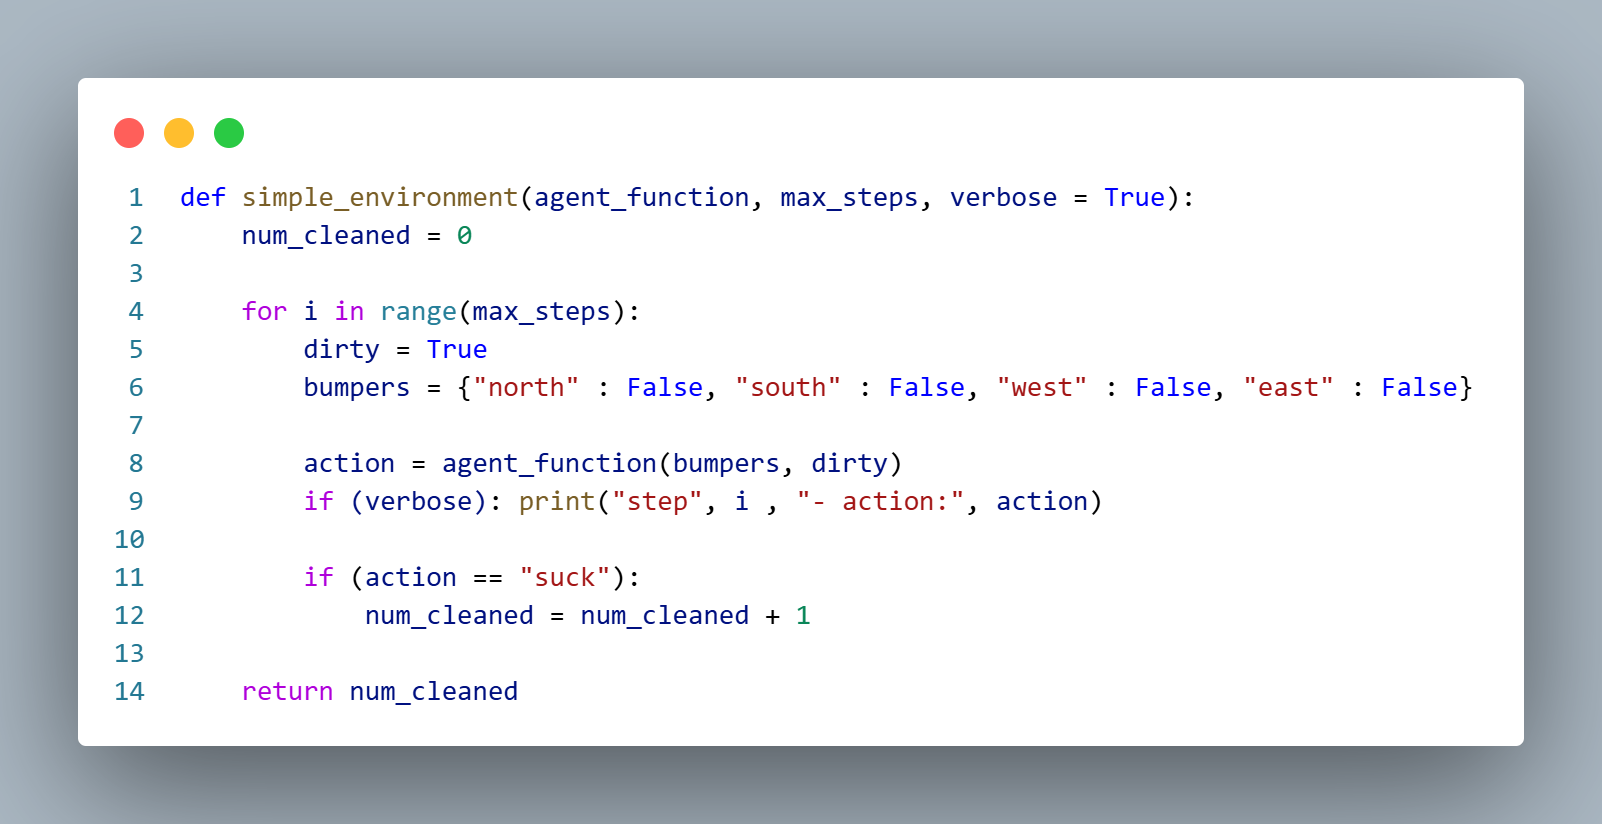 1 def simple_environment(agent_function, max_steps, verbose = True):
2     num_cleaned = 0
3
4     for i in range(max_steps):
5         dirty = True
6         bumpers = {"north" : False, "south" : False, "west" : False, "east" : False}
7
8         action = agent_function(bumpers, dirty)
9         if (verbose): print("step", i , "- action:", action)
10
11         if (action == "suck"):
12             num_cleaned = num_cleaned + 1
13
14     return num_cleaned